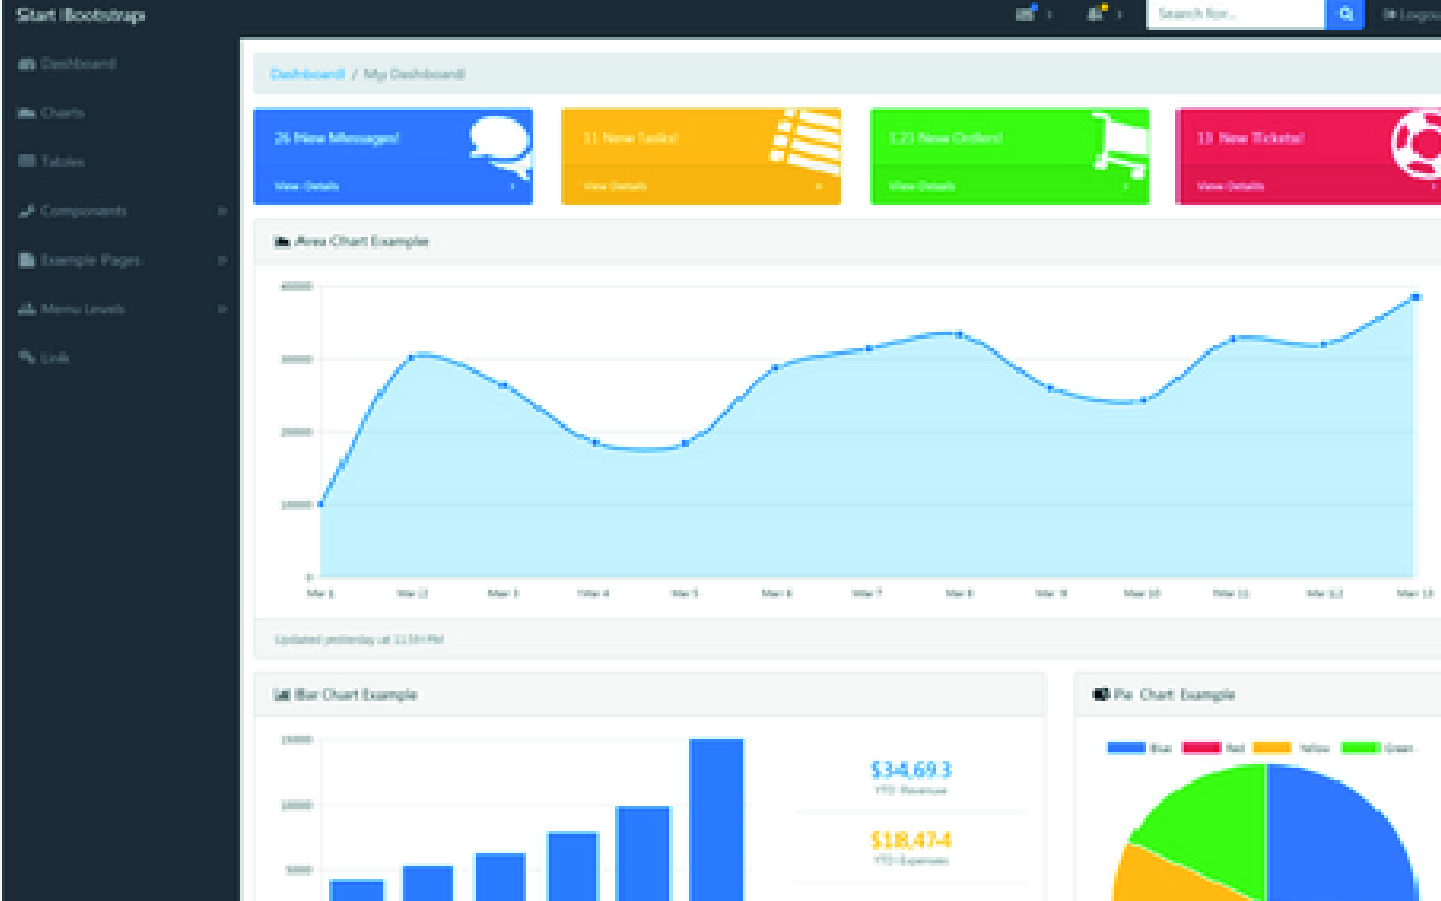 Start Bootstrap
Search for...
Logout
Dashboard
Charts
Tables
Components
Example Pages
Menu Levels
Link
Dashboard / My Dashboard
26 New Messages!
View Details
11 New Tasks!
View Details
123 New Orders!
View Details
13 New Tickets!
View Details
Area Chart Example
40000
30000
20000
10000
0
Mar 1 Mar 2 Mar 3 Mar 4 Mar 5 Mar 6 Mar 7 Mar 8 Mar 9 Mar 10 Mar 11 Mar 12 Mar 13
Updated yesterday at 11:59 PM
Bar Chart Example
15000
10000
5000
$34,693
YTD Revenue
$18,474
YTD Expenses
Pie Chart Example
Blue Red Yellow Green